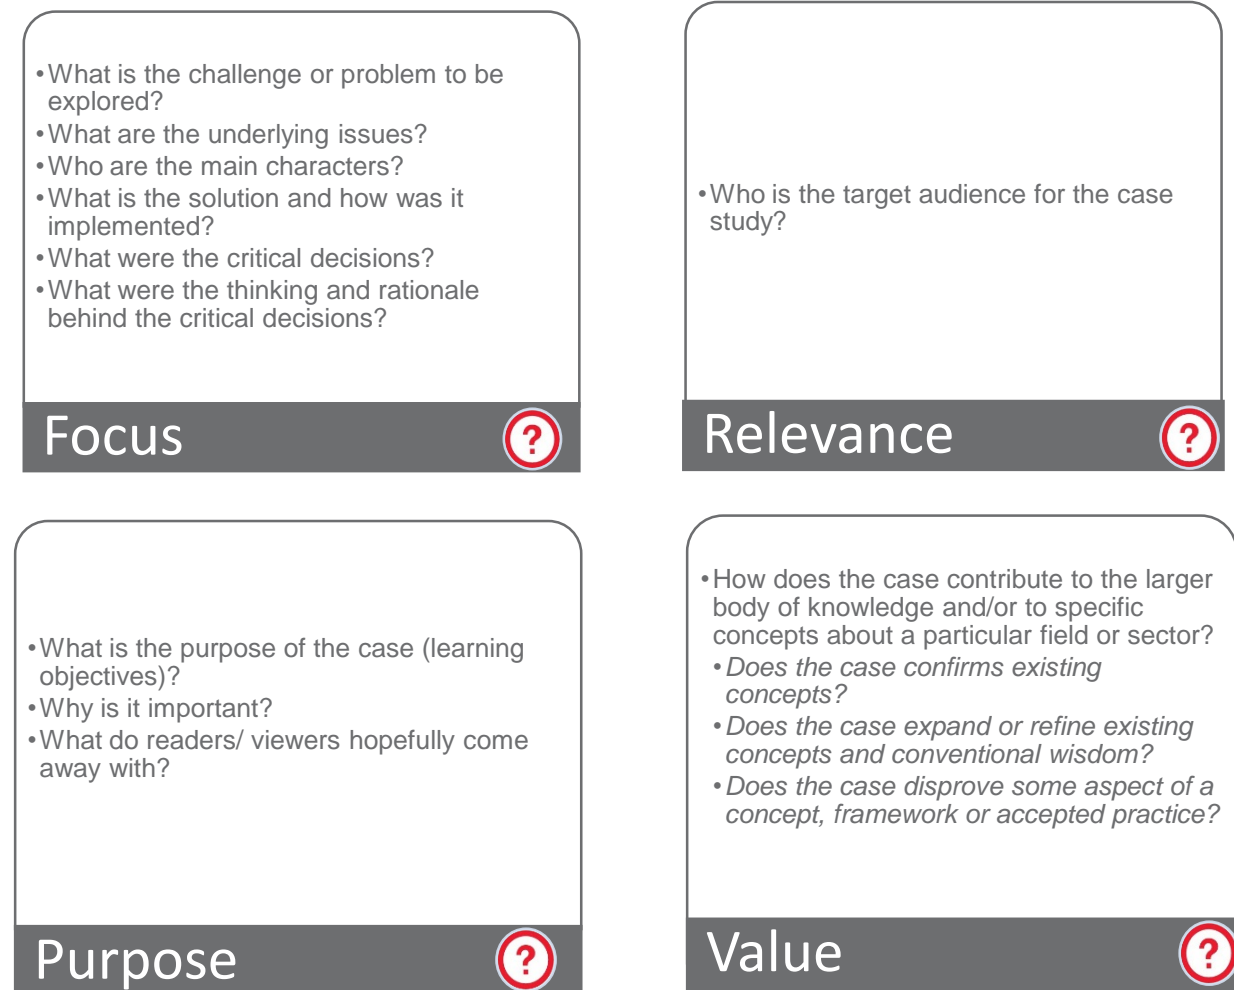 •What is the challenge or problem to be
explored?
•What are the underlying issues?
•Who are the main characters?
•What is the solution and how was it
implemented?
•What were the critical decisions?
•What were the thinking and rationale
behind the critical decisions?
Focus
?
•Who is the target audience for the case
study?
Relevance
?
•What is the purpose of the case (learning
objectives)?
•Why is it important?
•What do readers/ viewers hopefully come
away with?
Purpose
?
•How does the case contribute to the larger
body of knowledge and/or to specific
concepts about a particular field or sector?
•Does the case confirms existing
concepts?
•Does the case expand or refine existing
concepts and conventional wisdom?
•Does the case disprove some aspect of a
concept, framework or accepted practice?
Value
?